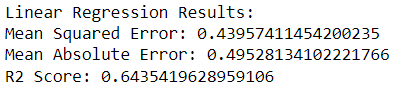 Linear Regression Results:
Mean Squared Error: 0.43957411454200235
Mean Absolute Error: 0.49528134102221766
R2 Score: 0.6435419628959106